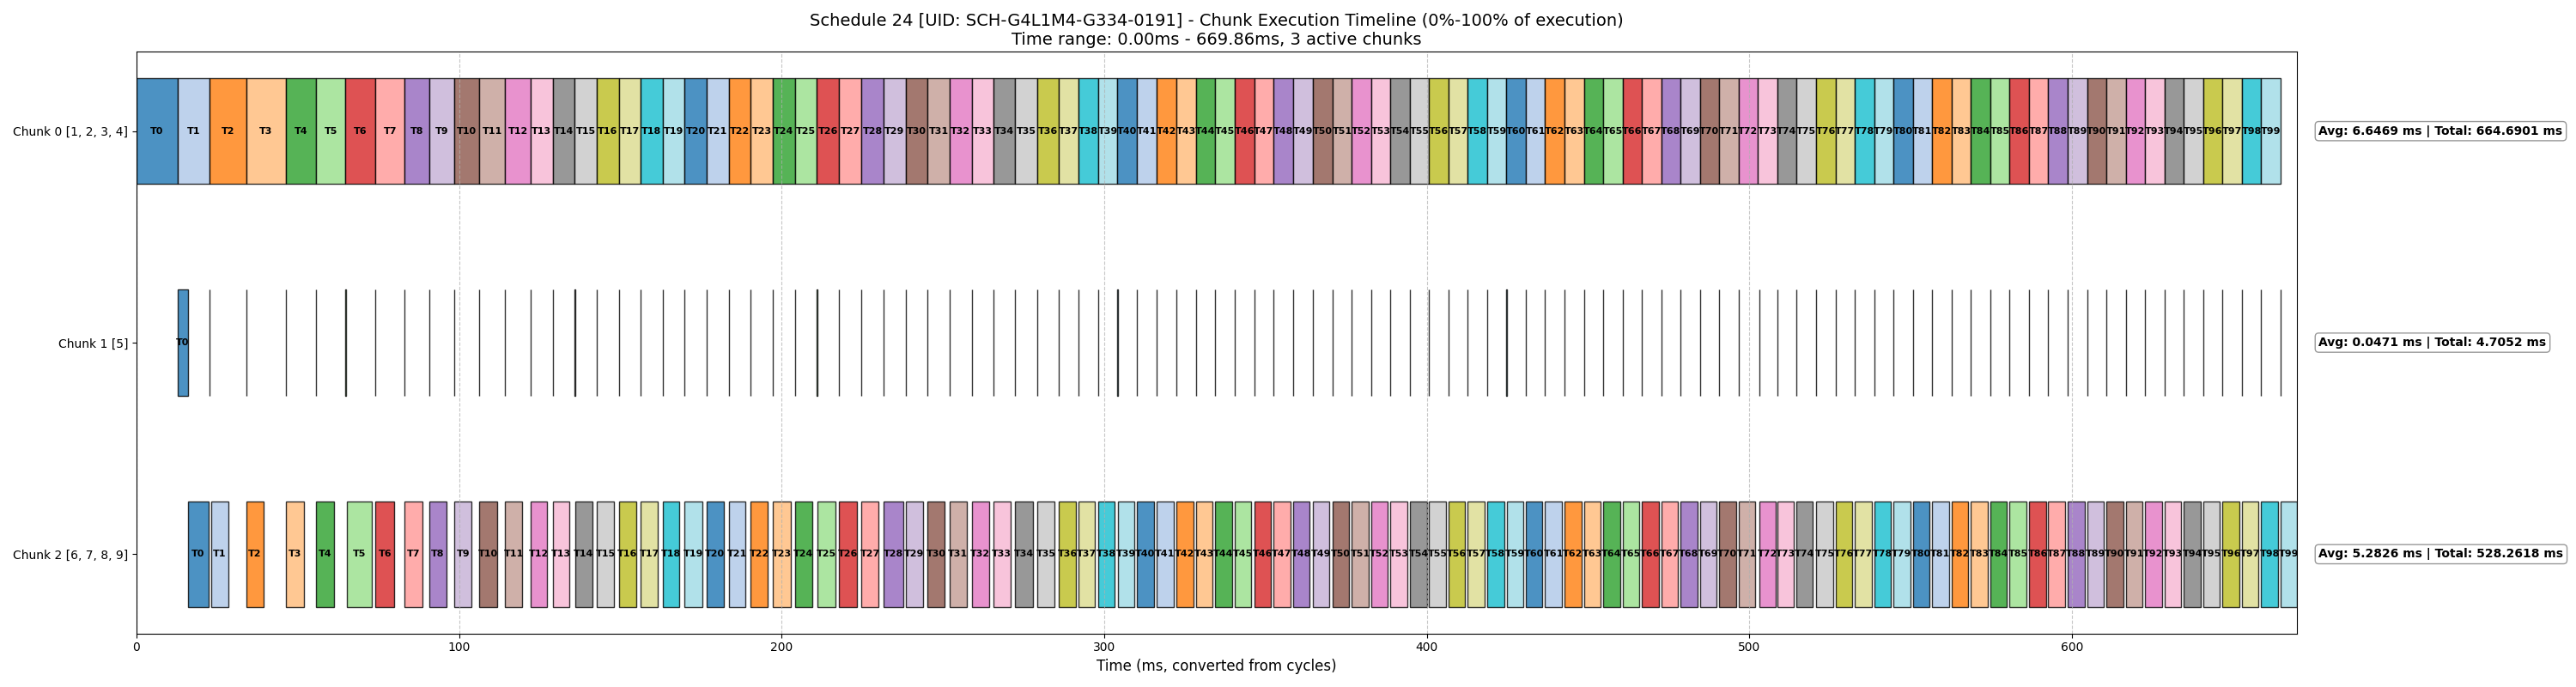 Schedule 24 [UID: SCH-G4L1M4-G334-0191] - Chunk Execution Timeline (0%-100% of execution)
Time range: 0.00ms - 669.86ms, 3 active chunks
Chunk 0 [1, 2, 3, 4]
T0 T1 T2 T3 T4 T5 T6 T7 T8 T9 T10 T11 T12 T13 T14 T15 T16 T17 T18 T19 T20 T21 T22 T23 T24 T25 T26 T27 T28 T29 T30 T31 T32 T33 T34 T35 T36 T37 T38 T39 T40 T41 T42 T43 T44 T45 T46 T47 T48 T49 T50 T51 T52 T53 T54 T55 T56 T57 T58 T59 T60 T61 T62 T63 T64 T65 T66 T67 T68 T69 T70 T71 T72 T73 T74 T75 T76 T77 T78 T79 T80 T81 T82 T83 T84 T85 T86 T87 T88 T89 T90 T91 T92 T93 T94 T95 T96 T97 T98 T99
Avg: 6.6469 ms | Total: 664.6901 ms
Chunk 1 [5]
T0
Avg: 0.0471 ms | Total: 4.7052 ms
Chunk 2 [6, 7, 8, 9]
T0 T1 T2 T3 T4 T5 T6 T7 T8 T9 T10 T11 T12 T13 T14 T15 T16 T17 T18 T19 T20 T21 T22 T23 T24 T25 T26 T27 T28 T29 T30 T31 T32 T33 T34 T35 T36 T37 T38 T39 T40 T41 T42 T43 T44 T45 T46 T47 T48 T49 T50 T51 T52 T53 T54 T55 T56 T57 T58 T59 T60 T61 T62 T63 T64 T65 T66 T67 T68 T69 T70 T71 T72 T73 T74 T75 T76 T77 T78 T79 T80 T81 T82 T83 T84 T85 T86 T87 T88 T89 T90 T91 T92 T93 T94 T95 T96 T97 T98 T99
Avg: 5.2826 ms | Total: 528.2618 ms
0 100 200 300 400 500 600
Time (ms, converted from cycles)